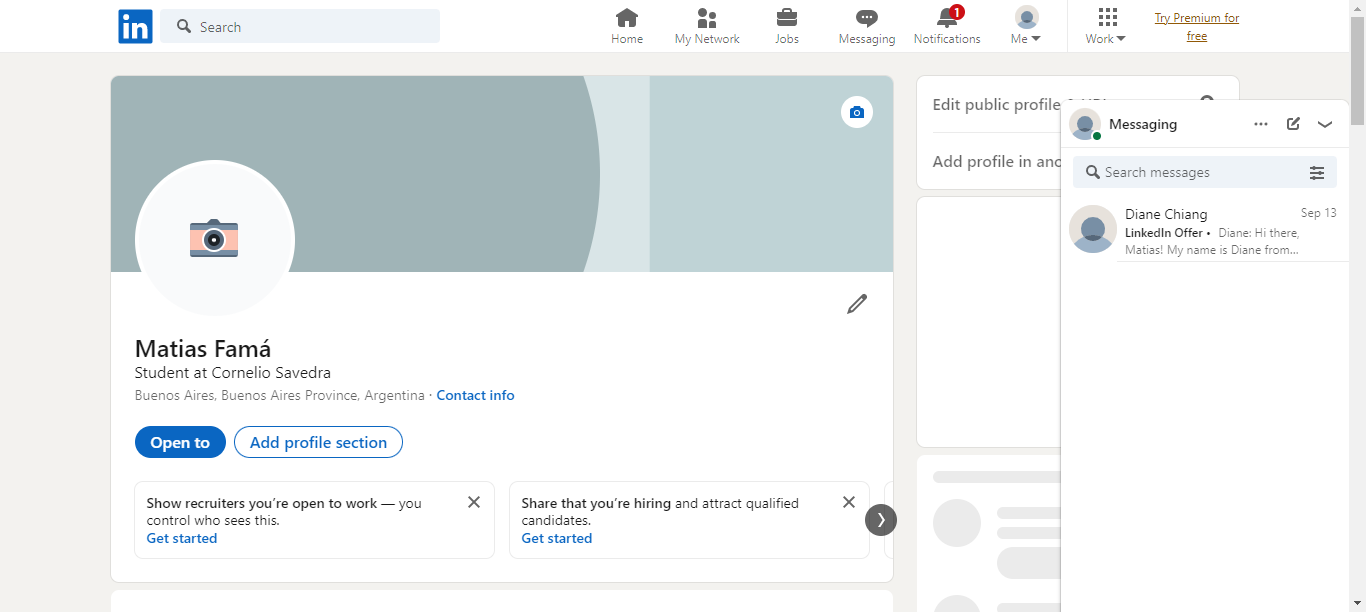 in
Search
Home
My Network
Jobs
Messaging
1
Notifications
Me
Work
Try Premium for
free
Matias Famá
Student at Cornelio Savedra
Buenos Aires, Buenos Aires Province, Argentina · Contact info
Open to
Add profile section
Show recruiters you’re open to work — you
control who sees this.
Get started
Share that you’re hiring and attract qualified
candidates.
Get started
Edit public profile
Add profile in
Messaging
Search messages
Diane Chiang
Sep 13
LinkedIn Offer • Diane: Hi there,
Matias! My name is Diane from...